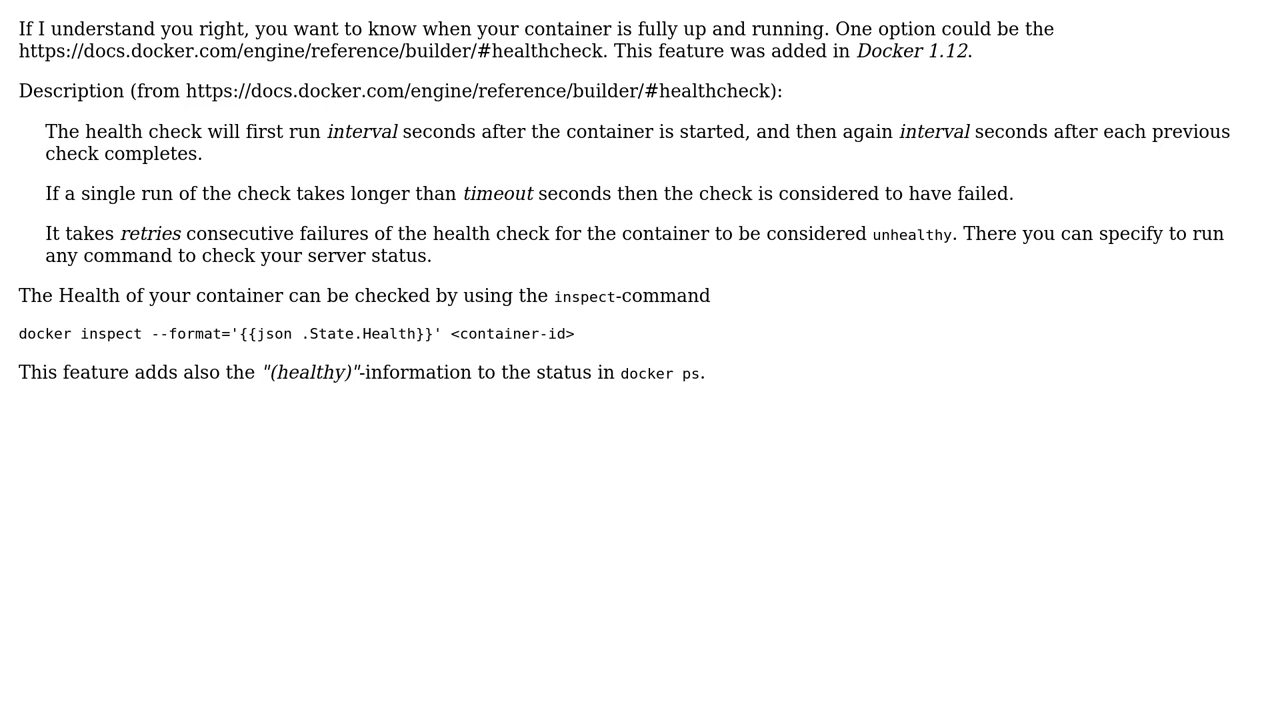 If I understand you right, you want to know when your container is fully up and running. One option could be the
https://docs.docker.com/engine/reference/builder/#healthcheck. This feature was added in Docker 1.12.
Description (from https://docs.docker.com/engine/reference/builder/#healthcheck):
The health check will first run interval seconds after the container is started, and then again interval seconds after each previous
check completes.
If a single run of the check takes longer than timeout seconds then the check is considered to have failed.
It takes retries consecutive failures of the health check for the container to be considered unhealthy. There you can specify to run
any command to check your server status.
The Health of your container can be checked by using the inspect-command
docker inspect --format='{{json .State.Health}}' <container-id>
This feature adds also the "(healthy)"-information to the status in docker ps.